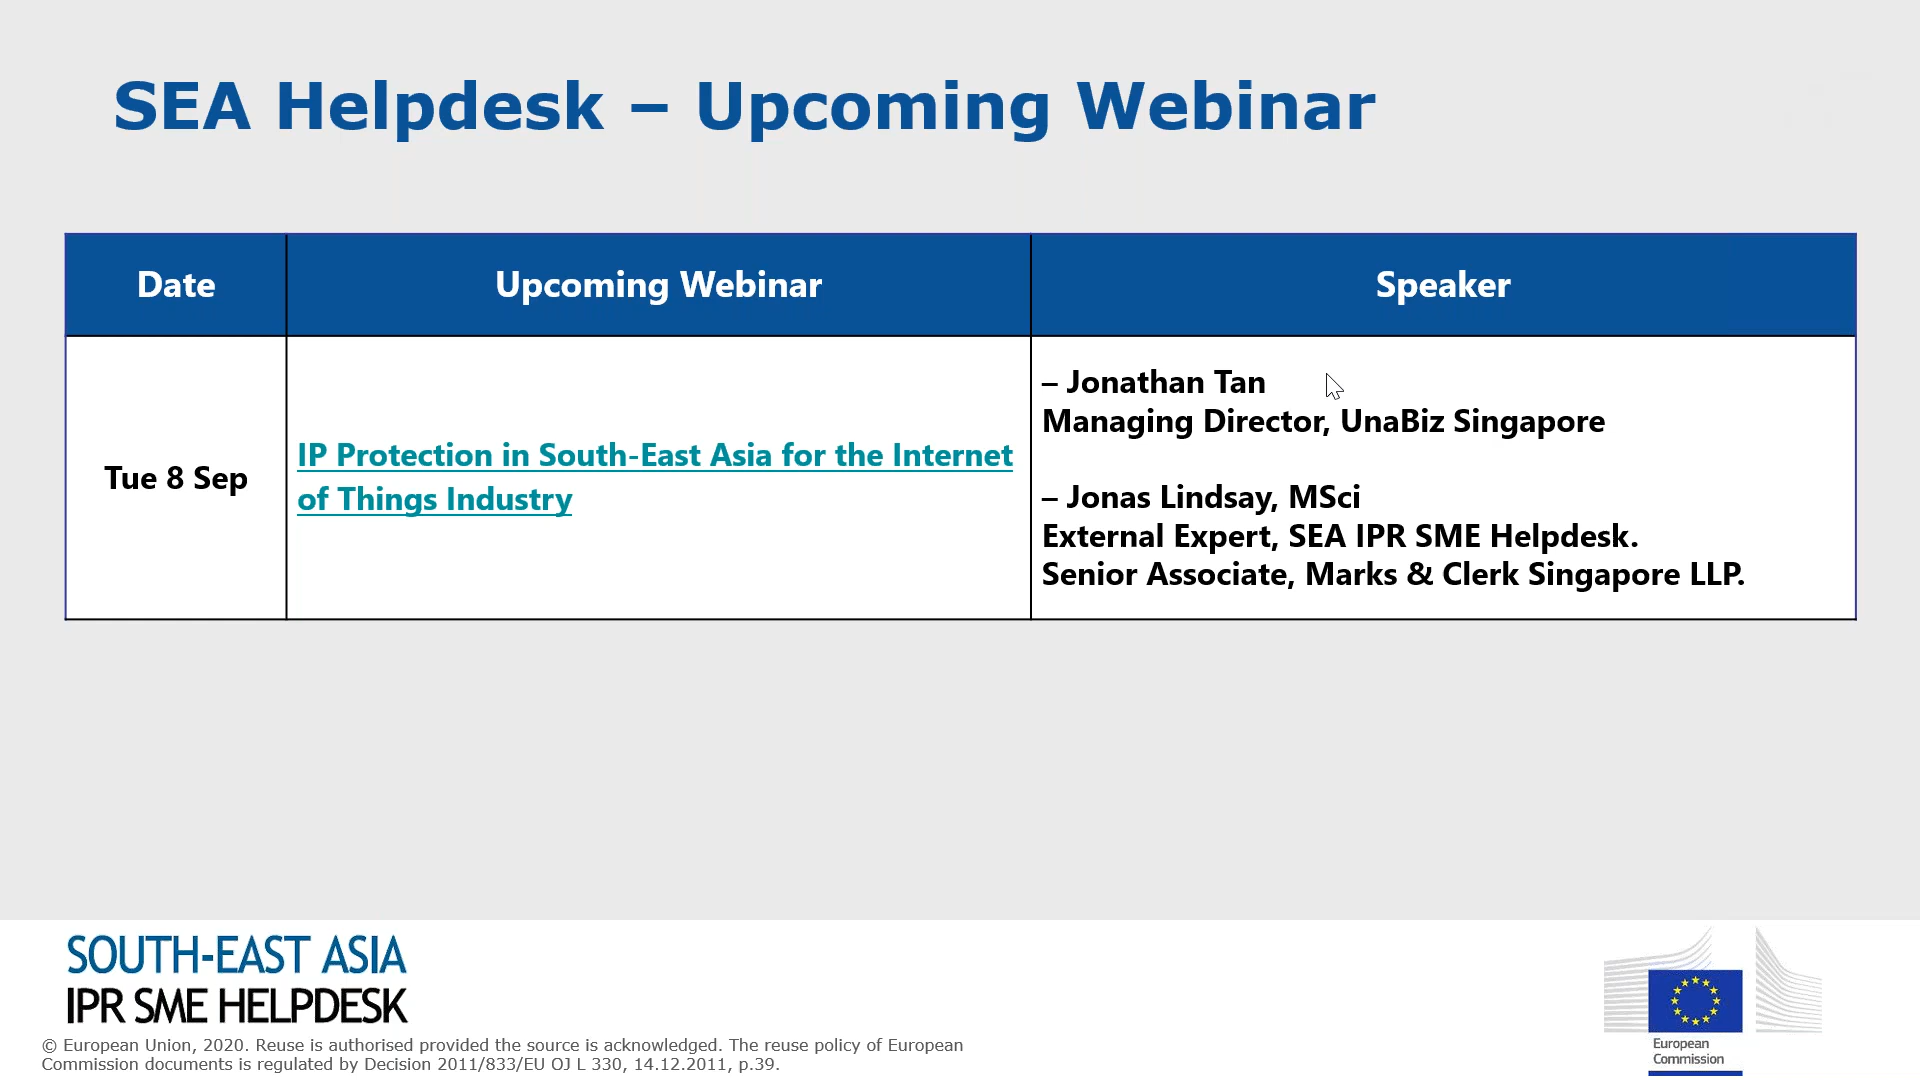 SEA Helpdesk – Upcoming Webinar
Date
Upcoming Webinar
Speaker
Tue 8 Sep
IP Protection in South-East Asia for the Internet
of Things Industry
– Jonathan Tan
Managing Director, UnaBiz Singapore
– Jonas Lindsay, MSci
External Expert, SEA IPR SME Helpdesk.
Senior Associate, Marks & Clerk Singapore LLP.
SOUTH-EAST ASIA
IPR SME HELPDESK
© European Union, 2020. Reuse is authorised provided the source is acknowledged. The reuse policy of European
Commission documents is regulated by Decision 2011/833/EU OJ L 330, 14.12.2011, p.39.
European
Commission